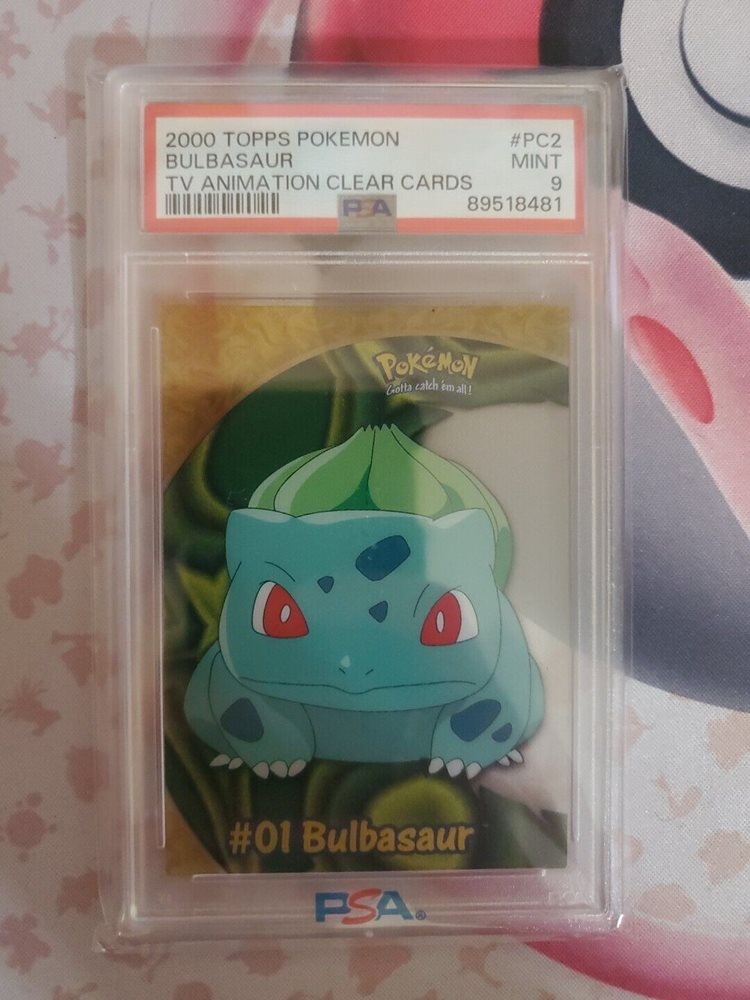 2000 TOPPS POKEMON #PC2
BULBASAUR MINT
TV ANIMATION CLEAR CARDS 9
PSA 89518481
POKéMON
Gotta catch 'em all!
#01 Bulbasaur
PSA®